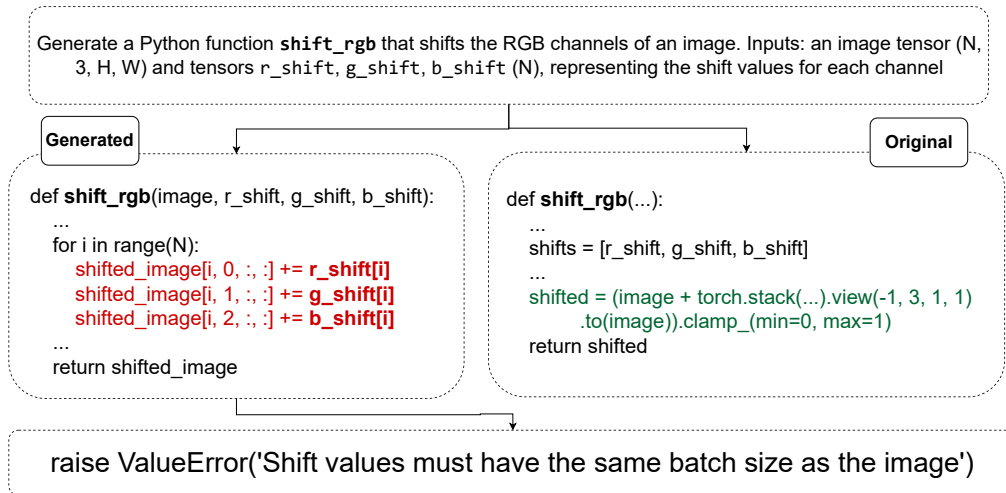 Generate a Python function shift_rgb that shifts the RGB channels of an image. Inputs: an image tensor (N,
3, H, W) and tensors r_shift, g_shift, b_shift (N), representing the shift values for each channel
Generated
def shift_rgb(image, r_shift, g_shift, b_shift):
...
for i in range(N):
shifted_image[i, 0, :, :] += r_shift[i]
shifted_image[i, 1, :, :] += g_shift[i]
shifted_image[i, 2, :, :] += b_shift[i]
...
return shifted_image
Original
def shift_rgb(...):
...
shifts = [r_shift, g_shift, b_shift]
...
shifted = (image + torch.stack(...).view(-1, 3, 1, 1)
.to(image)).clamp_(min=0, max=1)
return shifted
raise ValueError('Shift values must have the same batch size as the image')